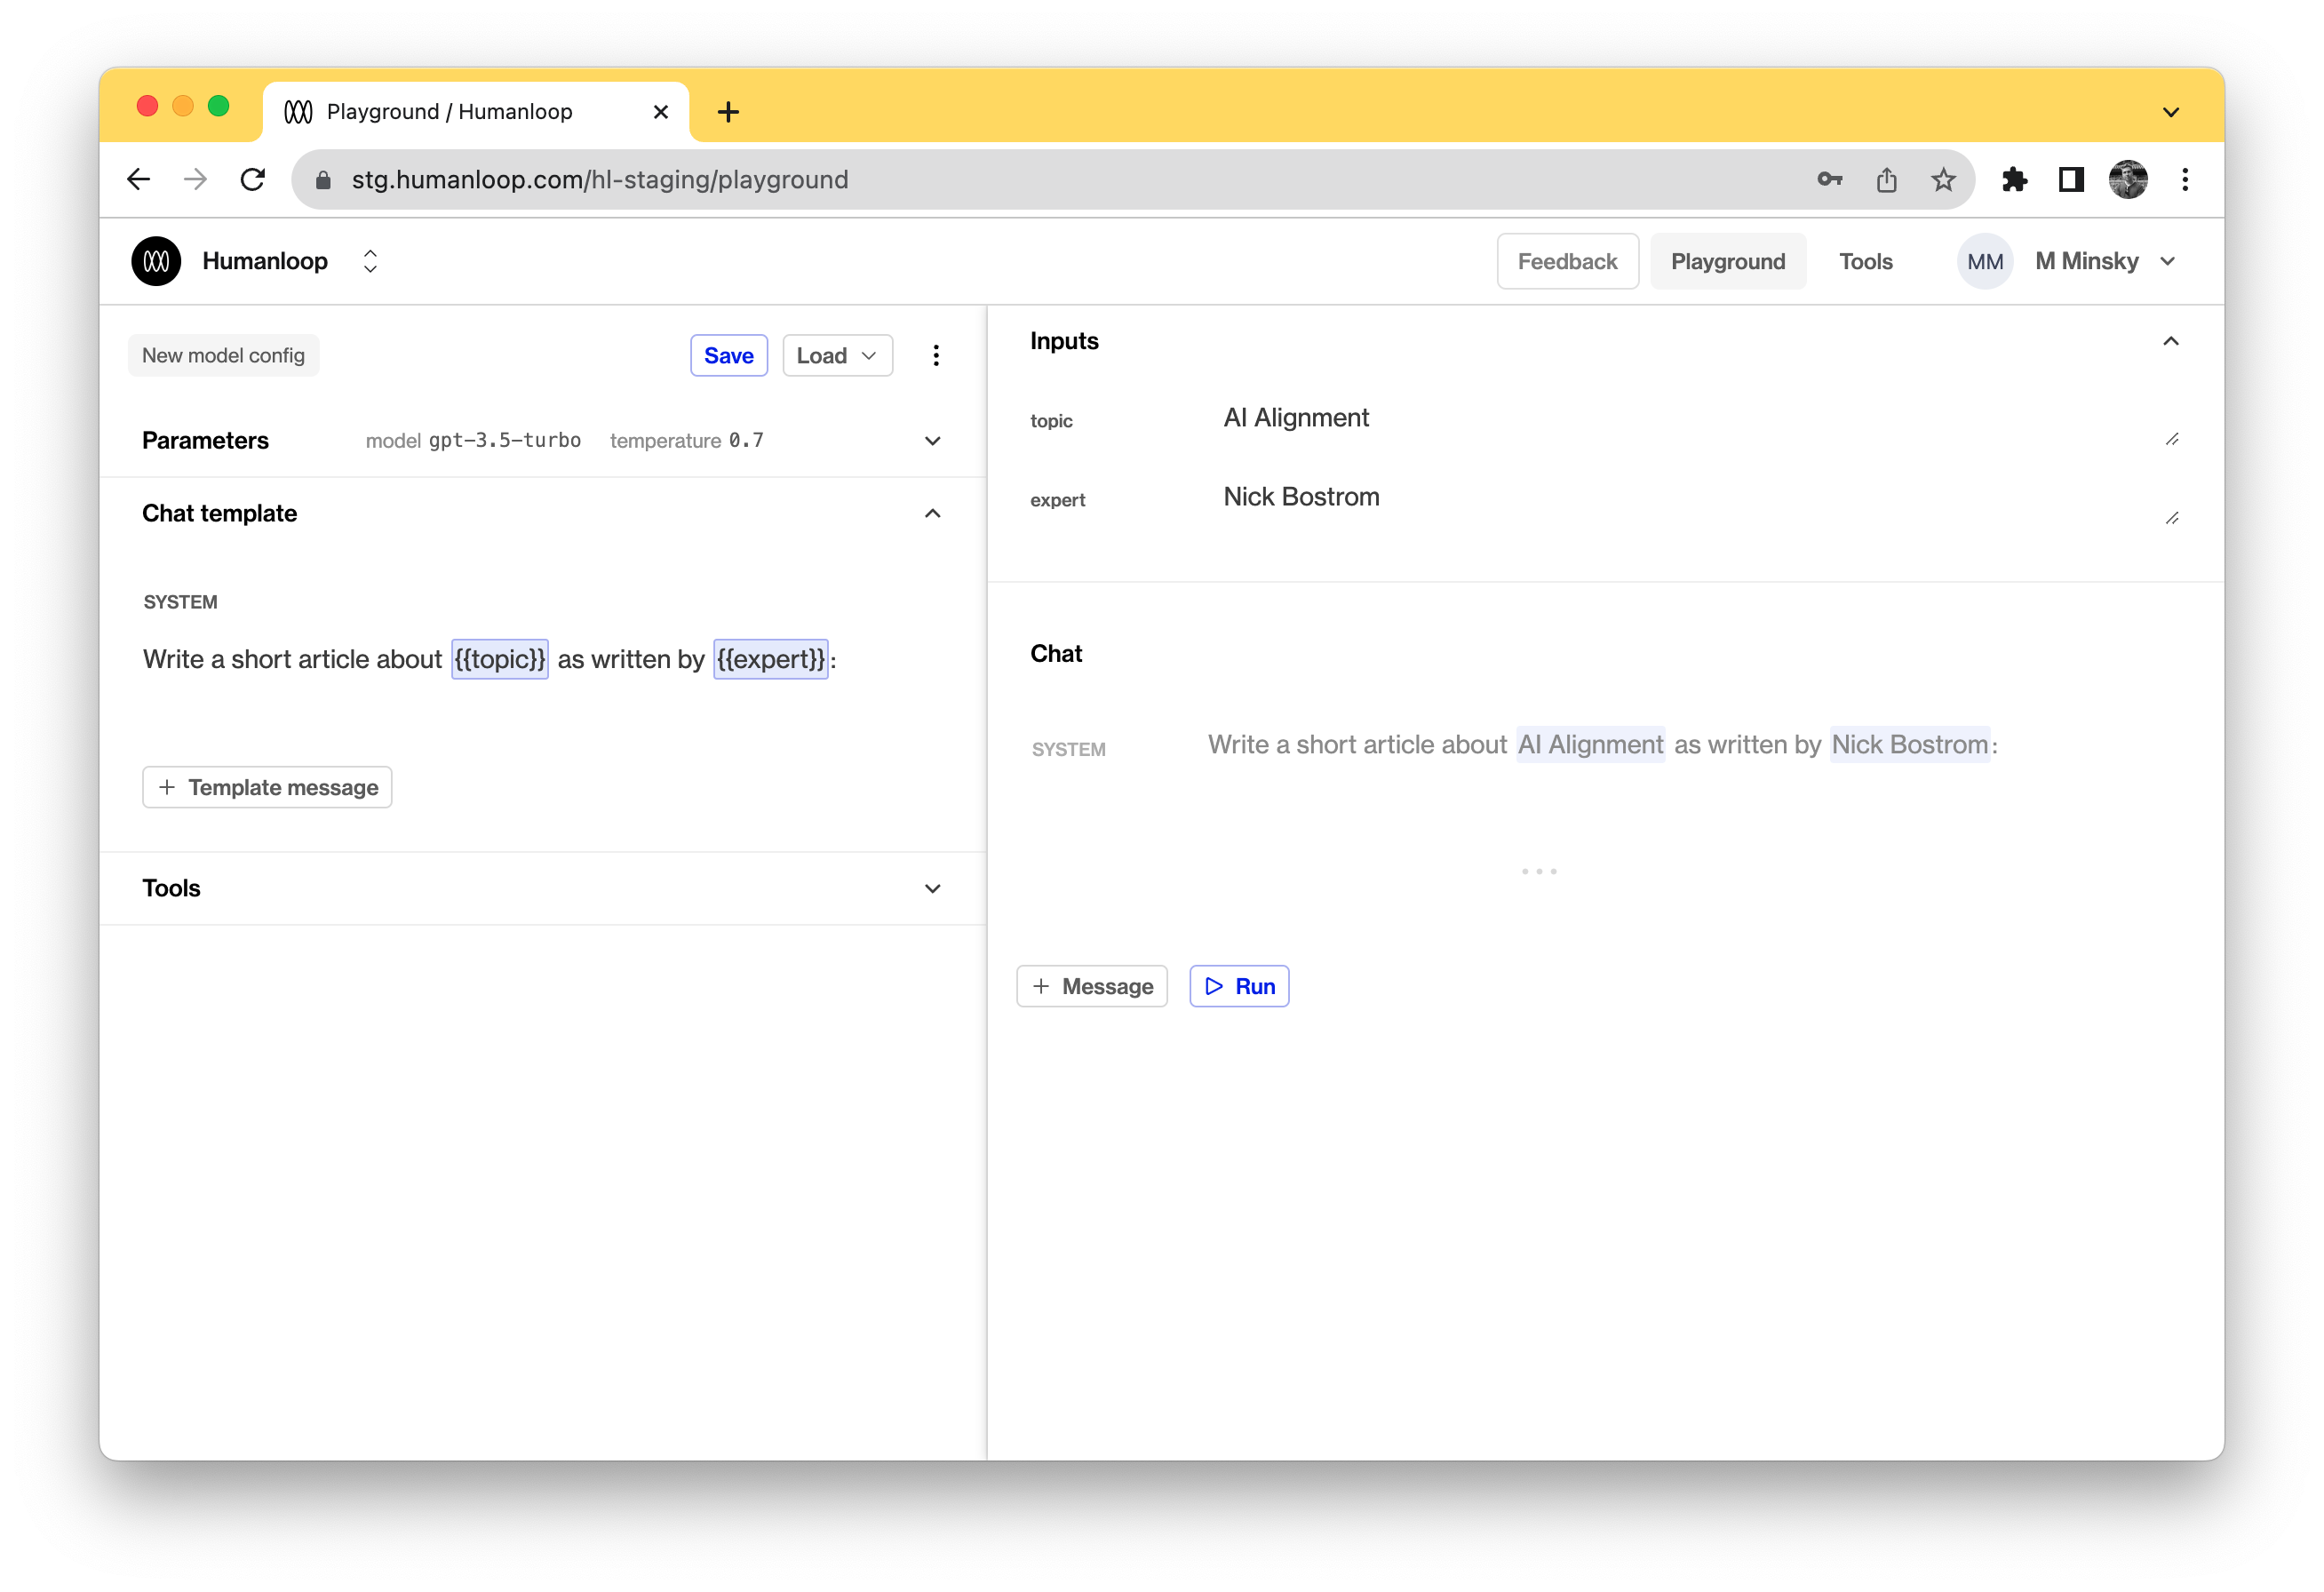 Playground / Humanloop
stg.humanloop.com/hl-staging/playground
Humanloop
Feedback
Playground
Tools
MM
M Minsky
New model config
Save
Load
Parameters
model gpt-3.5-turbo
temperature 0.7
Chat template
SYSTEM
Write a short article about {{topic}} as written by {{expert}}:
+ Template message
Tools
Inputs
topic
AI Alignment
expert
Nick Bostrom
Chat
SYSTEM
Write a short article about AI Alignment as written by Nick Bostrom:
+ Message
Run